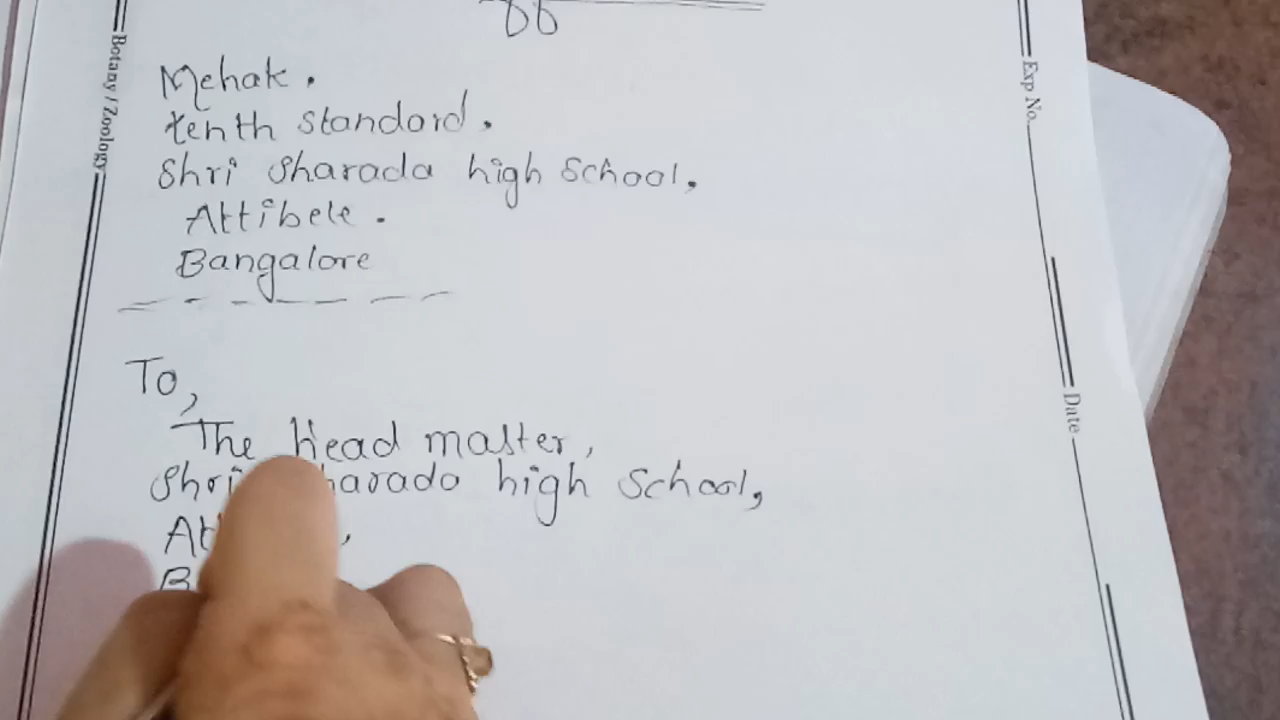 Mehak.
tenth standard.
Shri Sharada high School,
Attibele.
Bangalore
To,
The Head master,
Shri high School,
Botany / Zoology
Exp No.
Date